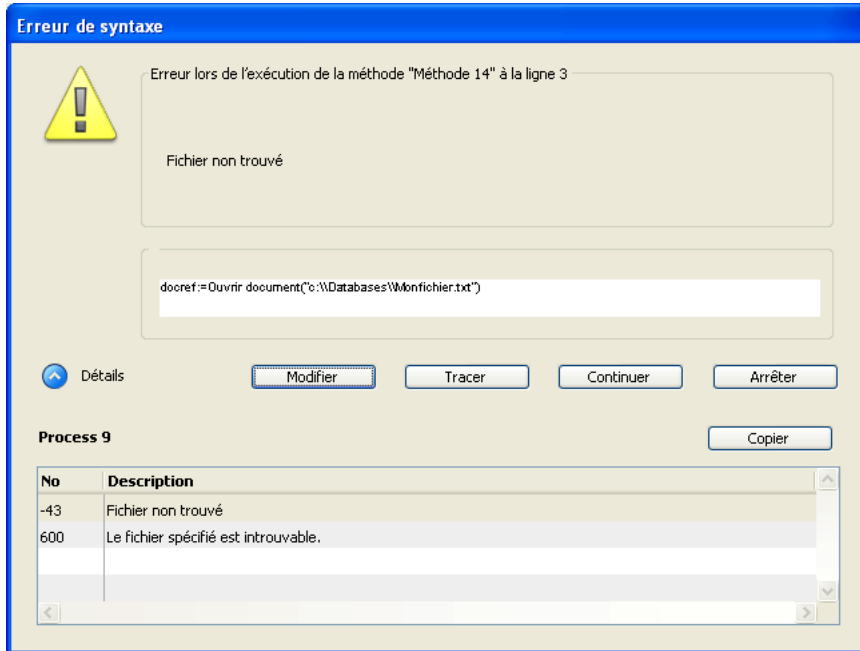 Erreur de syntaxe
Erreur lors de l'exécution de la méthode "Méthode 14" à la ligne 3
Fichier non trouvé
docref:=Ouvrir document("c:\\Databases\\Monfichier.txt")
Détails
Modifier
Tracer
Continuer
Arrêter
Process 9
Copier
No Description
-43 Fichier non trouvé
600 Le fichier spécifié est introuvable.